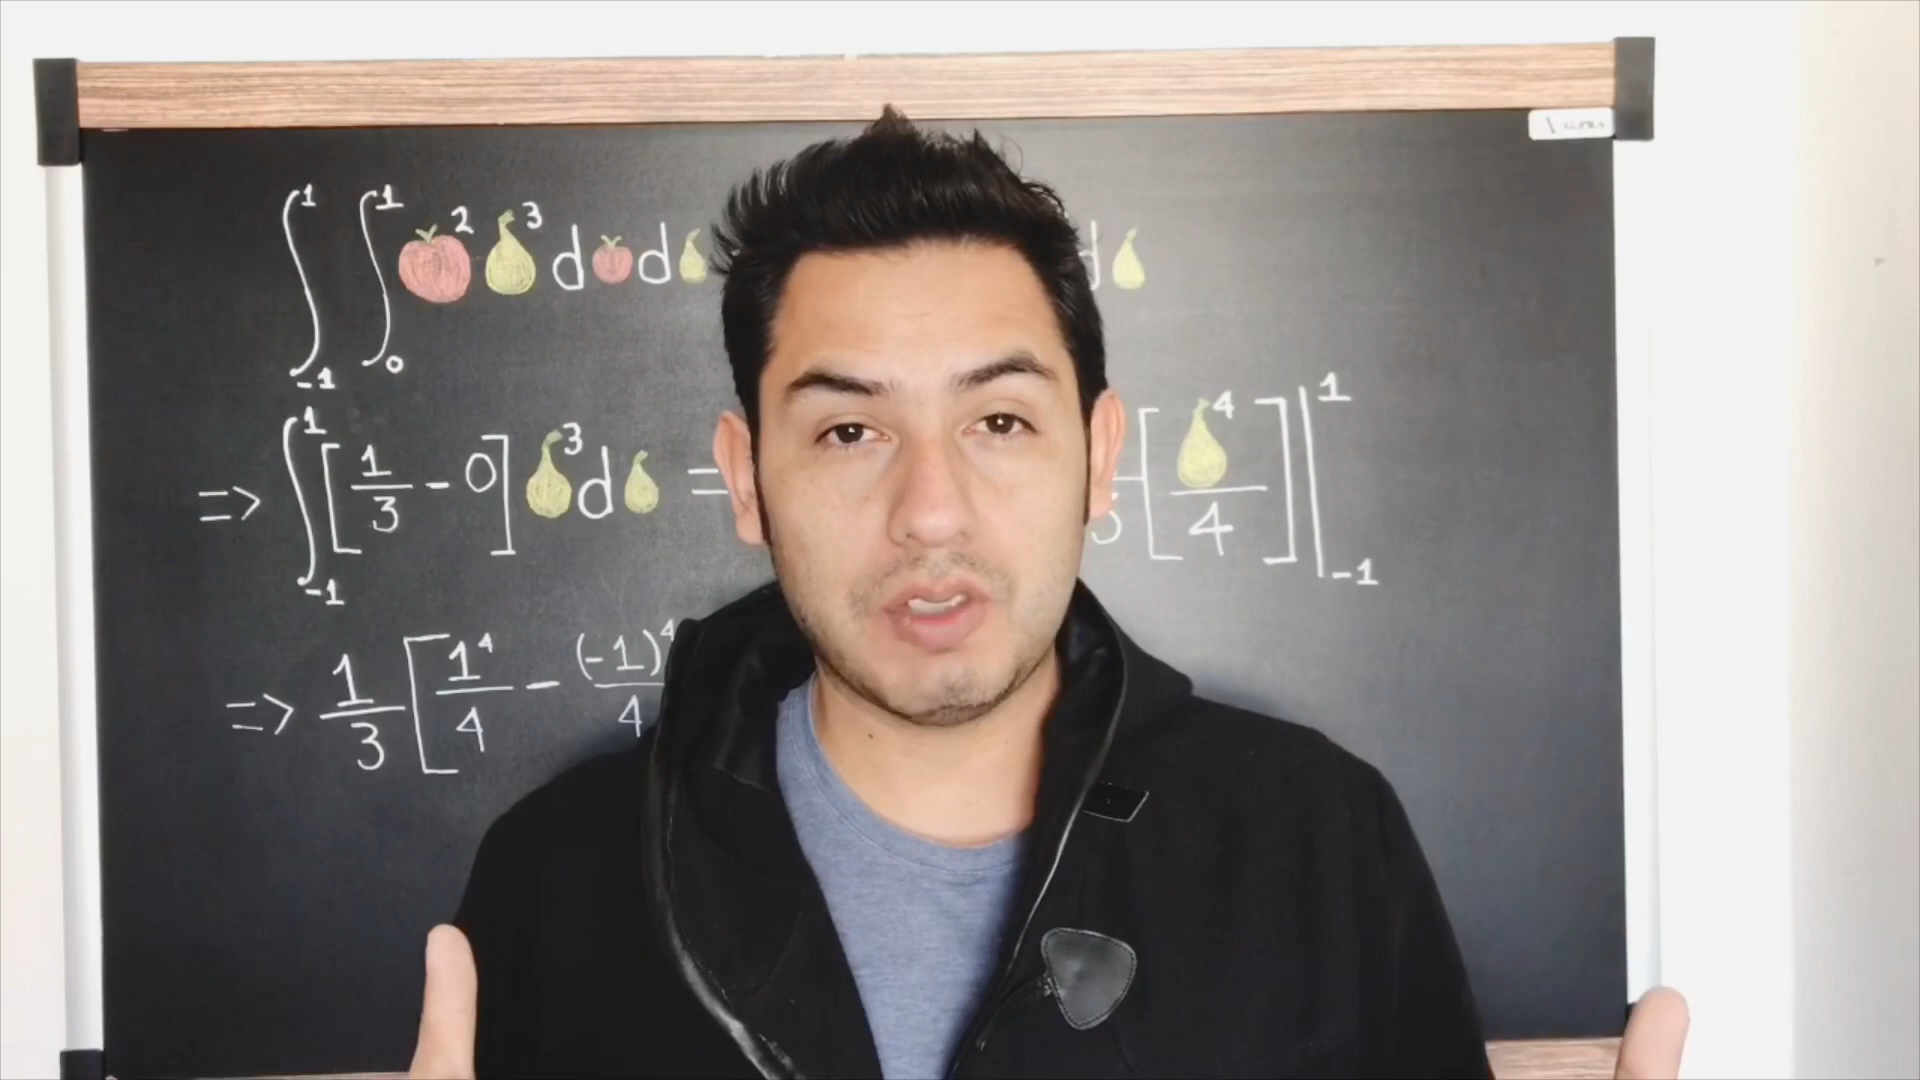 ∫₋₁¹ ∫₀¹ 🍎² 🍐³ d🍎 d🍐 d🍐
=> ∫₋₁¹ [1/3 - 0] 🍐³ d🍐 = [🍐⁴/4] |₋₁¹
=> 1/3 [1⁴/4 - (-1)⁴/4